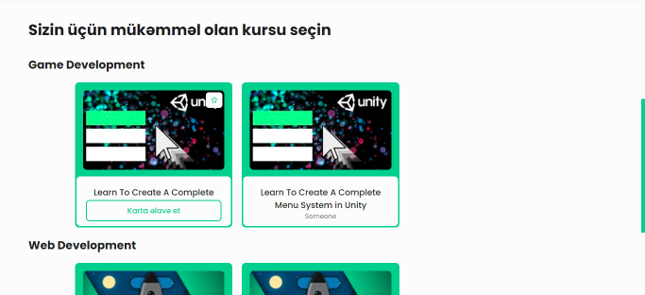 Sizin üçün mükəmməl olan kursu seçin
Game Development
unity
Learn To Create A Complete
Karta əlavə et
unity
Learn To Create A Complete
Menu System in Unity
Someone
Web Development